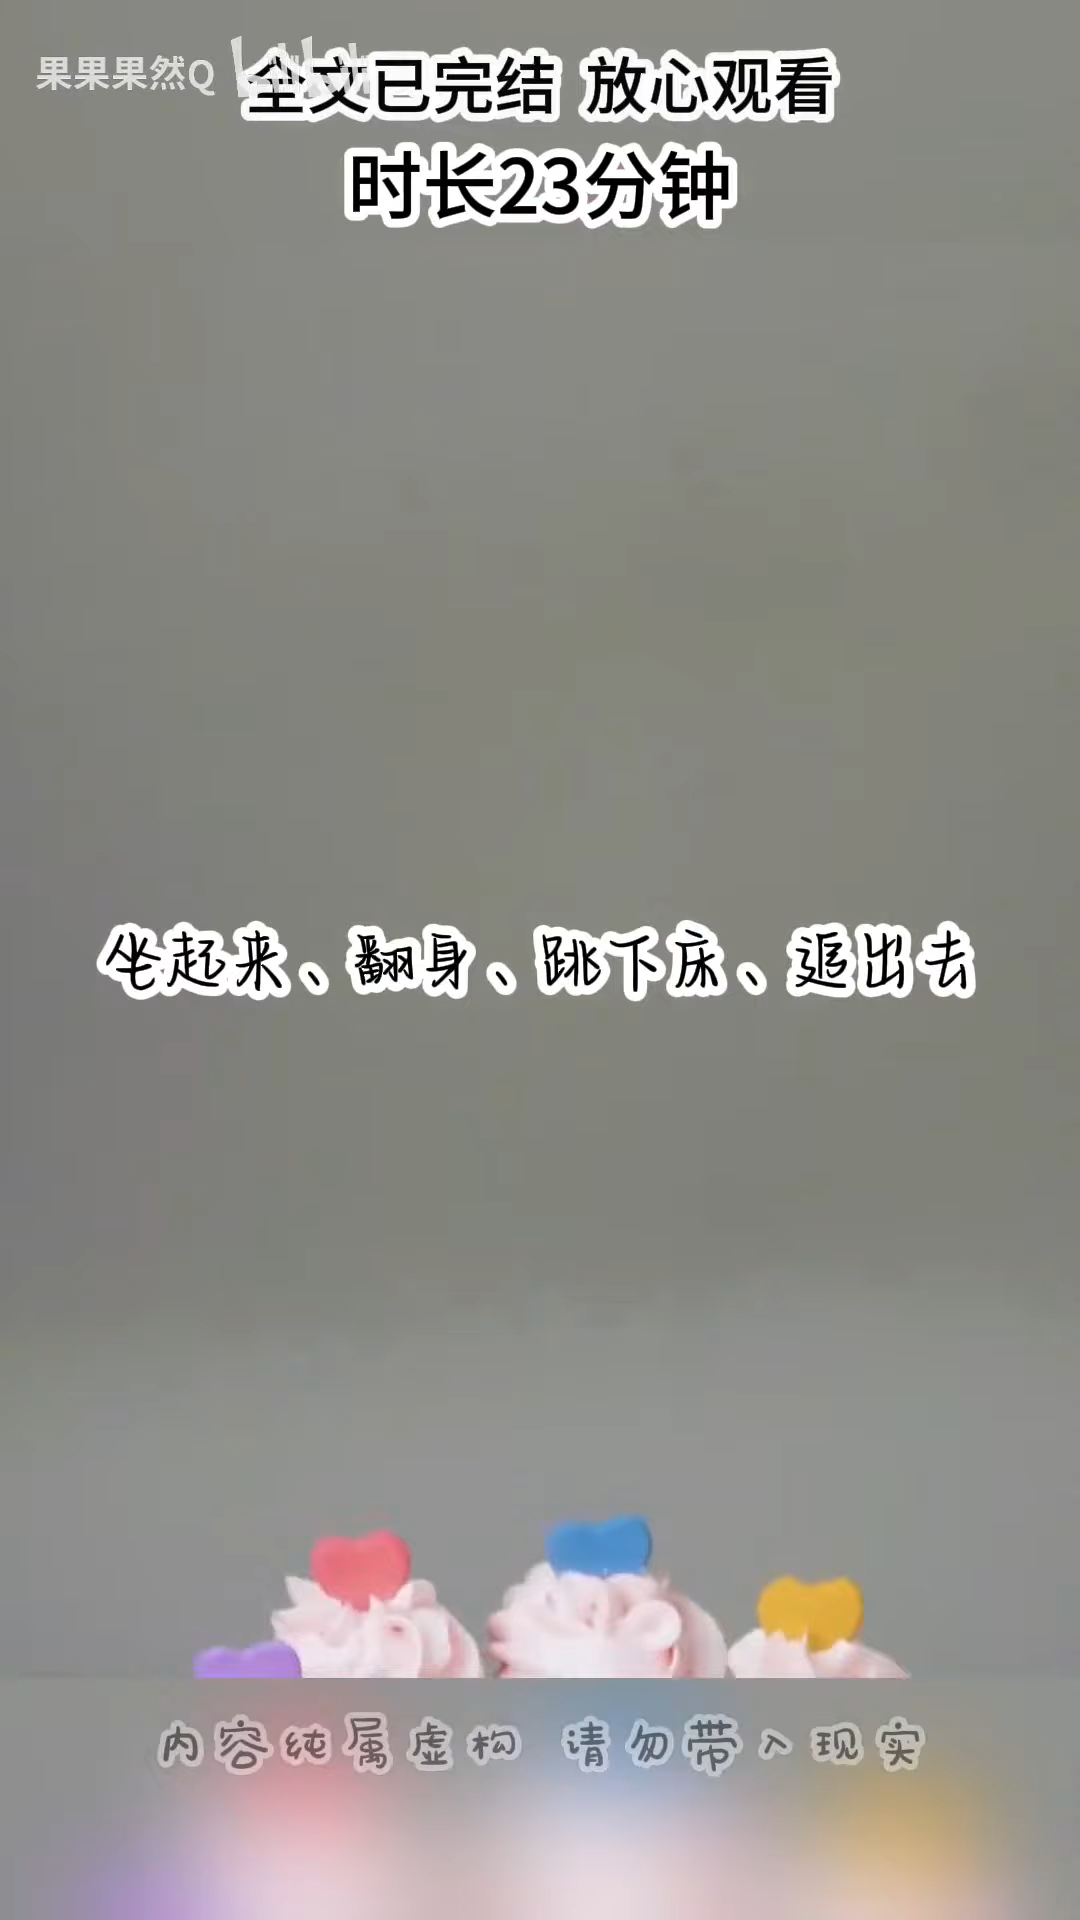 果果果然Q
全文已完结 放心观看
时长23分钟
坐起来、翻身、跳下床、追出去
内容纯属虚构 请勿带入现实